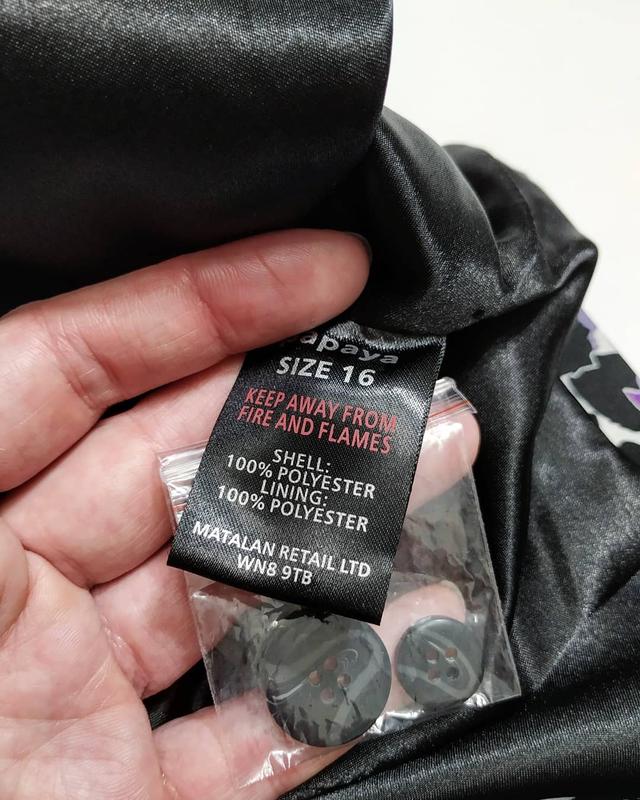 papaya
SIZE 16
KEEP AWAY FROM
FIRE AND FLAMES
SHELL:
100% POLYESTER
LINING:
100% POLYESTER
MATALAN RETAIL LTD
WN8 9TB